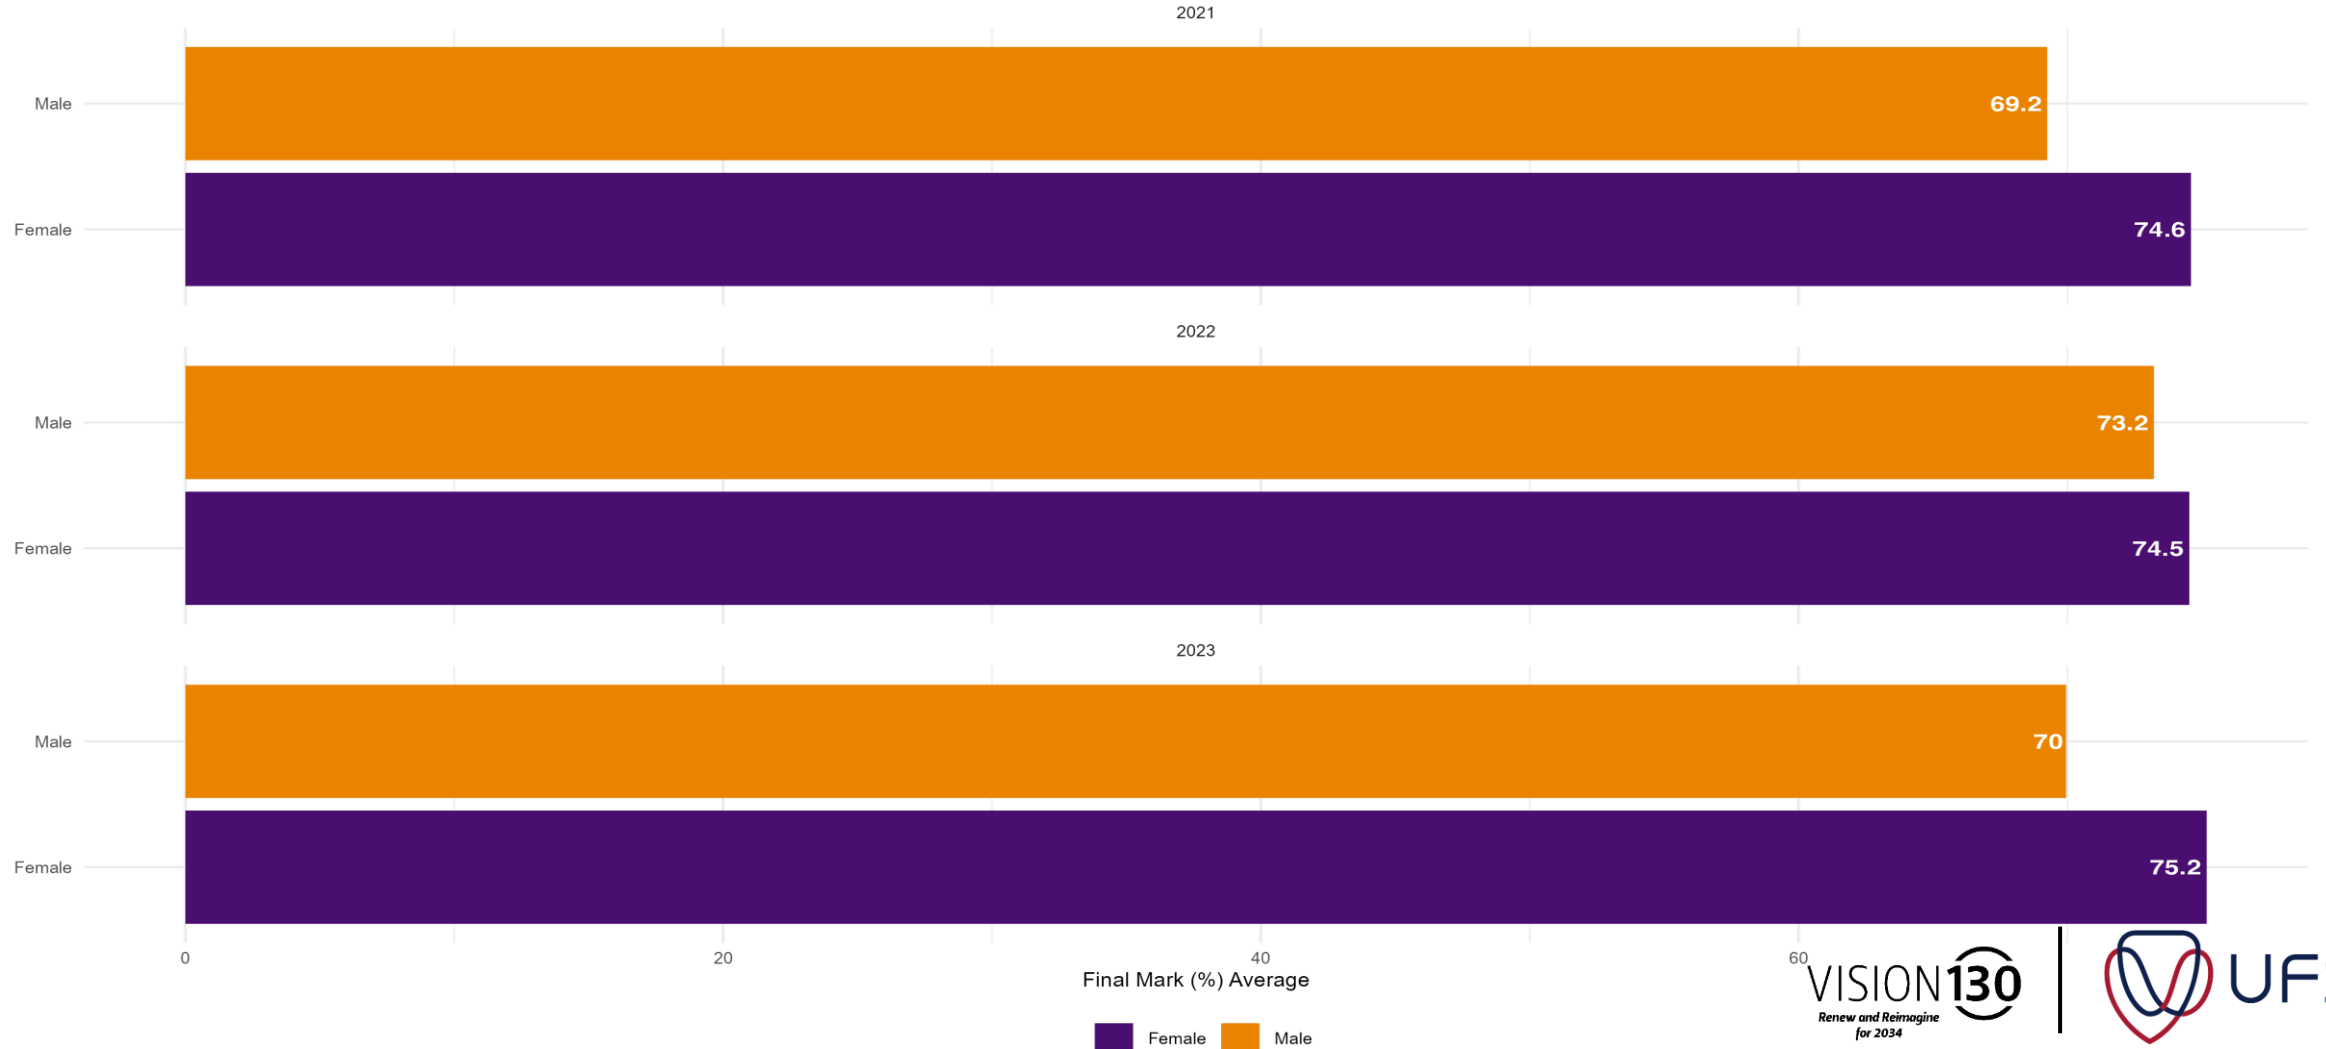 2021
Male
69.2
Female
74.6
2022
Male
73.2
Female
74.5
2023
Male
70
Female
75.2
0 20 40 60
Final Mark (%) Average
Female Male
VISION130
Renew and Reimagine
for 2034
UF